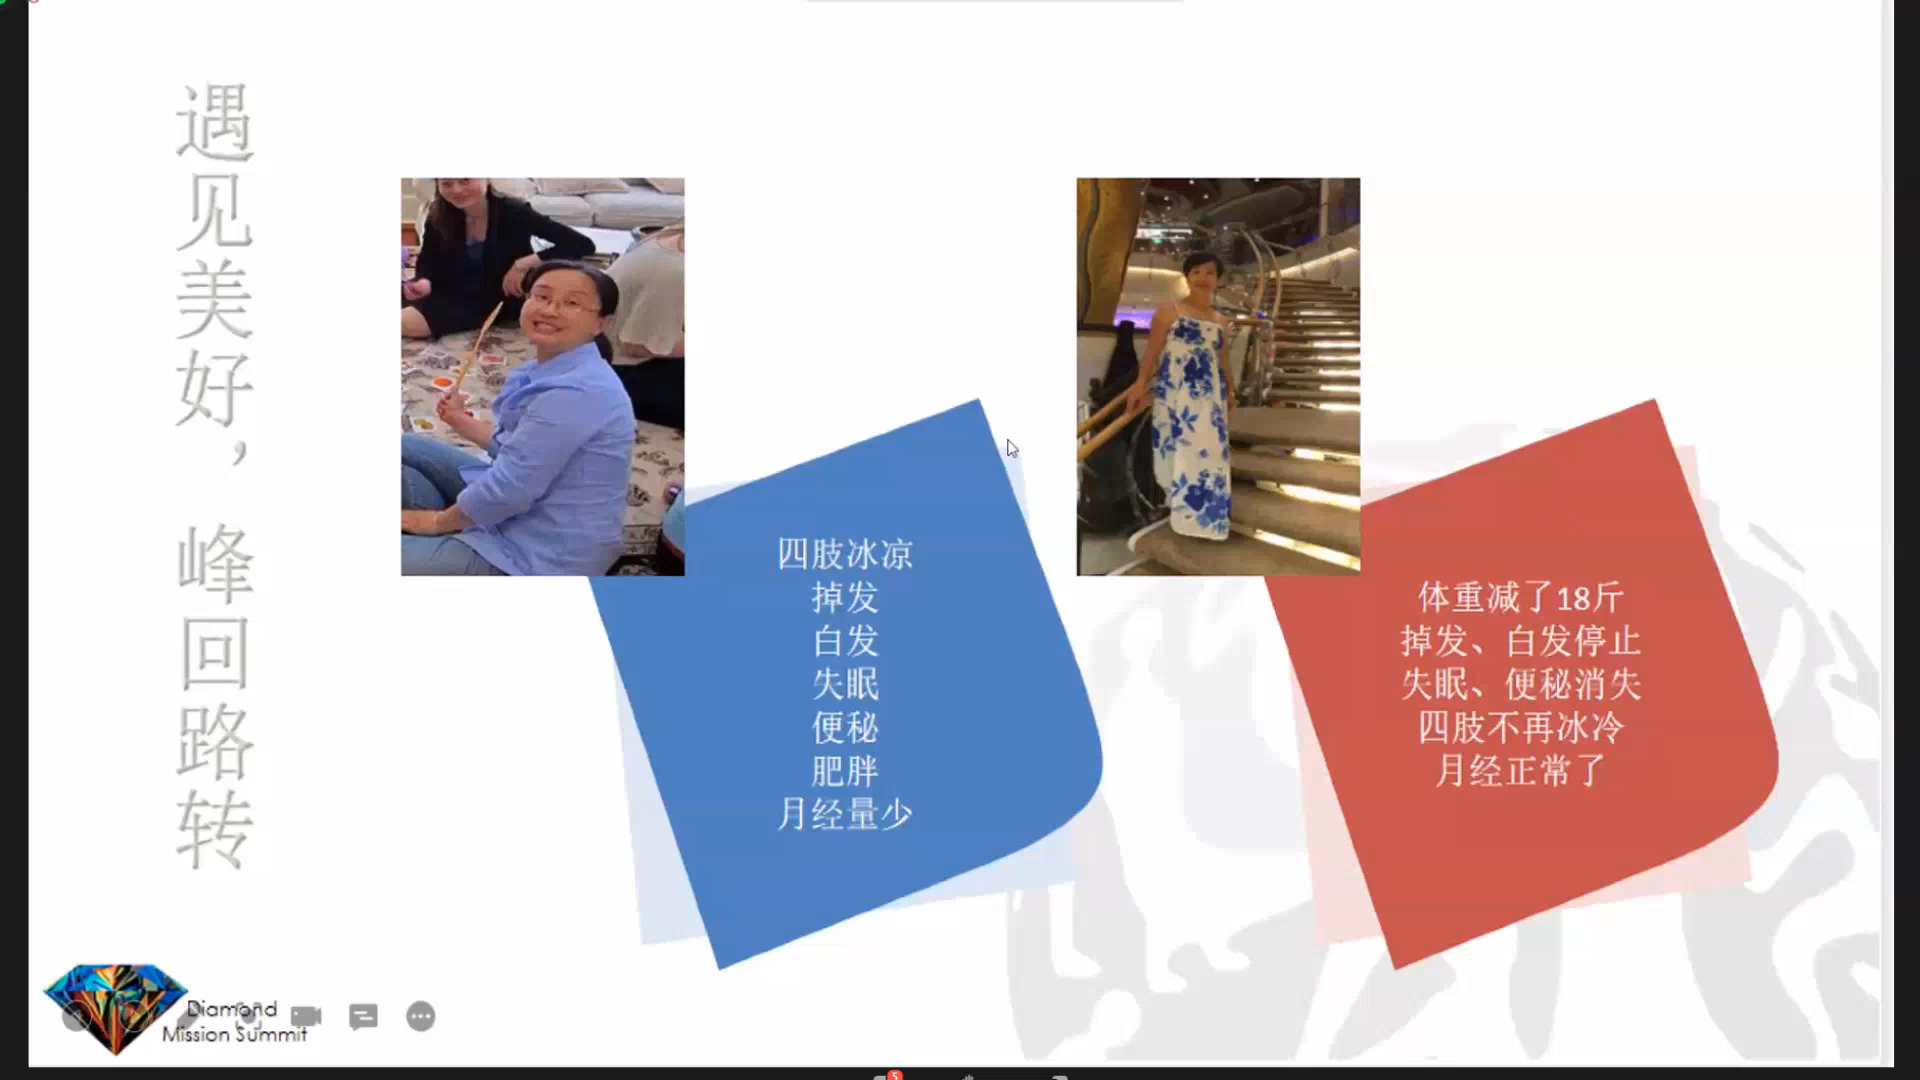 遇见美好，峰回路转
四肢冰凉
掉发
白发
失眠
便秘
肥胖
月经量少
体重减了18斤
掉发、白发停止
失眠、便秘消失
四肢不再冰冷
月经正常了
Diamond
Mission Summit
5